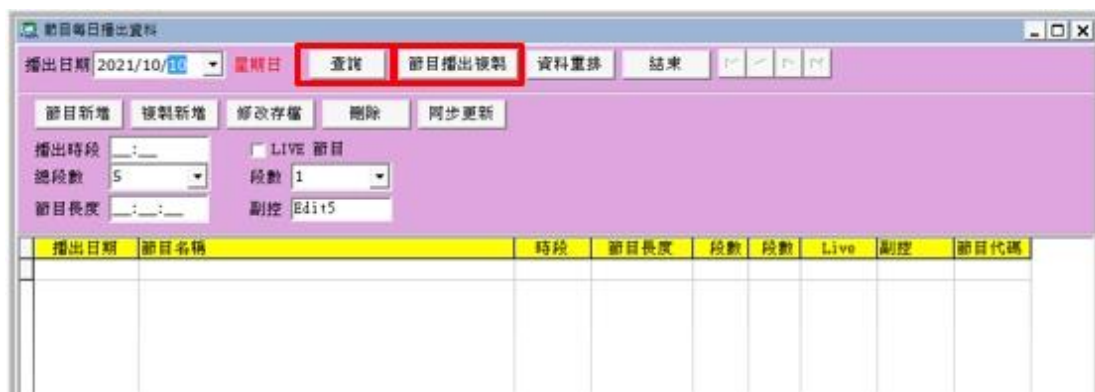 節目每日播出資料
播出日期 2021/10/10 星期日 查詢 節目播出複製 資料重排 結束
節目新增 複製新增 修改存檔 刪除 同步更新
播出時段 __:__ LIVE 節目
總段數 5 段數 1
節目長度 __:__:__ 副控 Edit5
播出日期 節目名稱 時段 節目長度 段數 段數 Live 副控 節目代碼